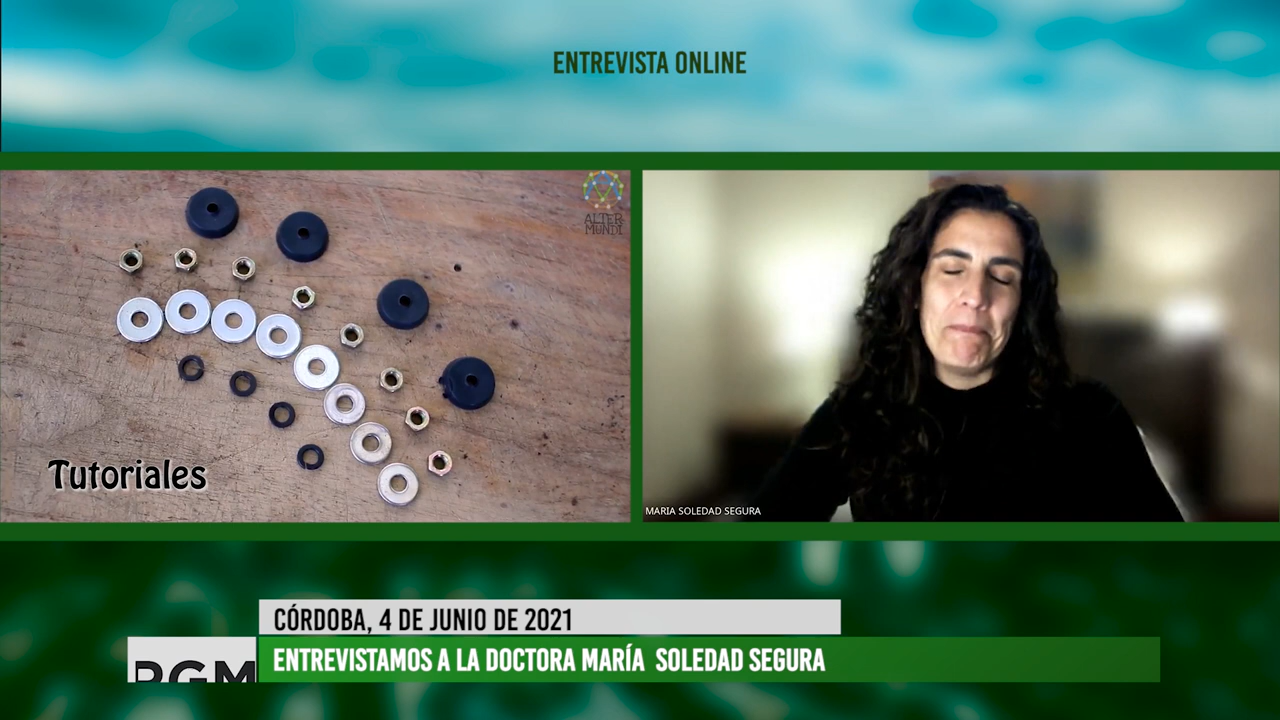 ENTREVISTA ONLINE
ALTER
MUNDI
Tutoriales
MARIA SOLEDAD SEGURA
CÓRDOBA, 4 DE JUNIO DE 2021
PGM
ENTREVISTAMOS A LA DOCTORA MARÍA SOLEDAD SEGURA